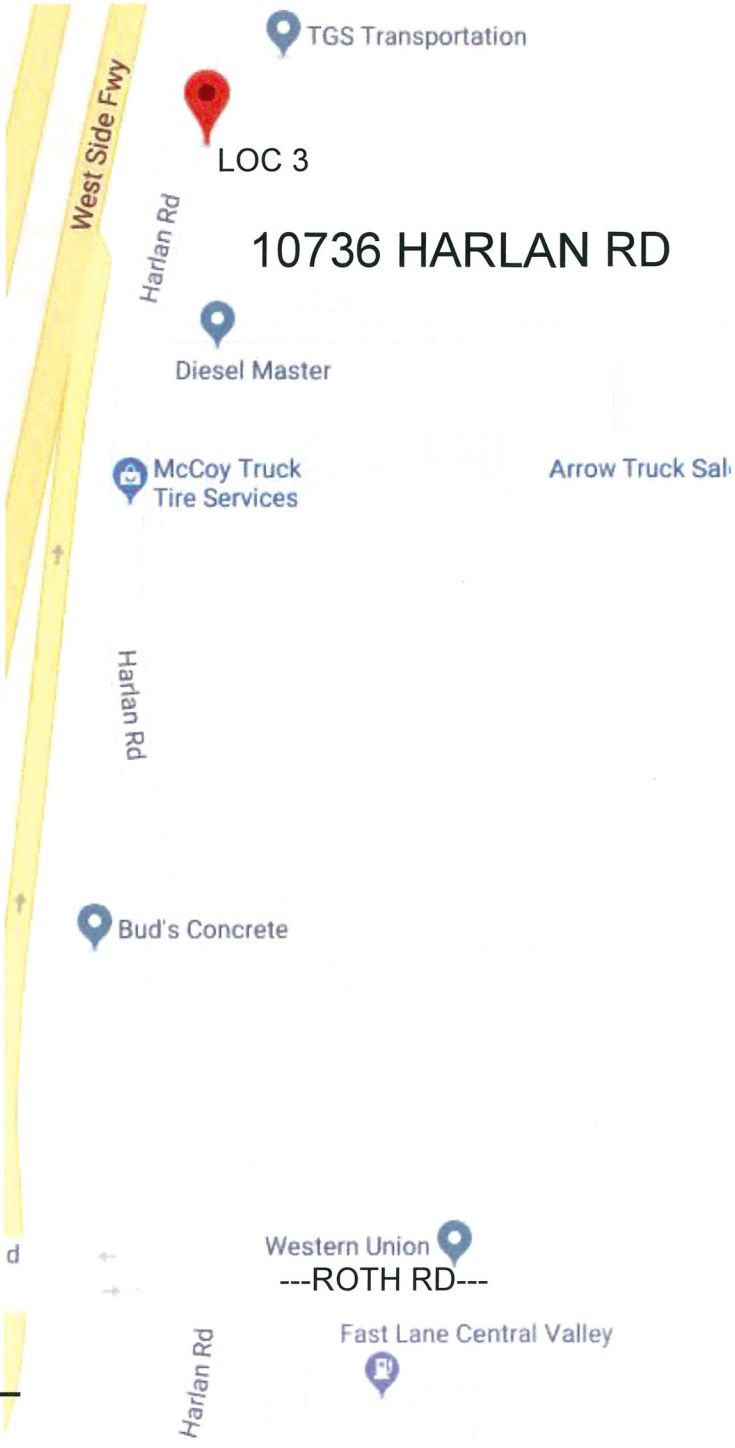 TGS Transportation
West Side Fwy
LOC 3
Harlan Rd
10736 HARLAN RD
Diesel Master
McCoy Truck
Tire Services
Arrow Truck Sal
Harlan Rd
Bud's Concrete
d
Western Union
---ROTH RD---
Fast Lane Central Valley
Harlan Rd